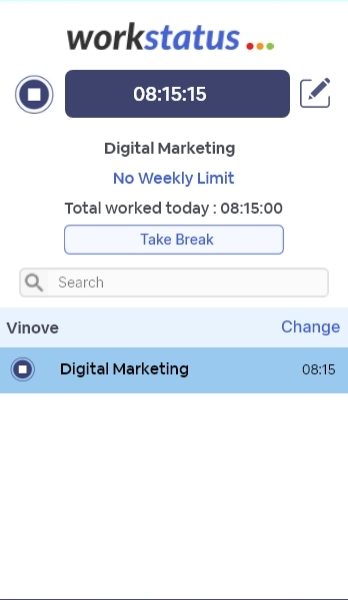 workstatus
08:15:15
Digital Marketing
No Weekly Limit
Total worked today : 08:15:00
Take Break
Search
Vinove Change
Digital Marketing 08:15